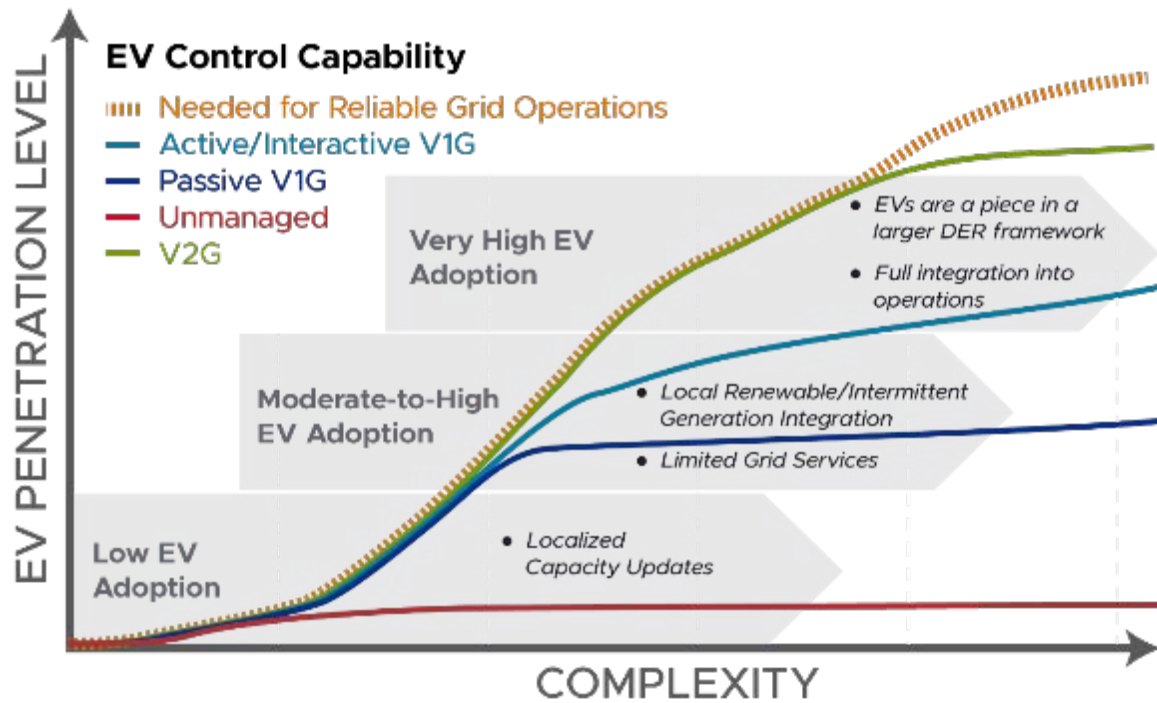 EV PENETRATION LEVEL
EV Control Capability
Needed for Reliable Grid Operations
Active/Interactive V1G
Passive V1G
Unmanaged
V2G
Very High EV
Adoption
• EVs are a piece in a
larger DER framework
• Full integration into
operations
Moderate-to-High
EV Adoption
• Local Renewable/Intermittent
Generation Integration
• Limited Grid Services
Low EV
Adoption
• Localized
Capacity Updates
COMPLEXITY